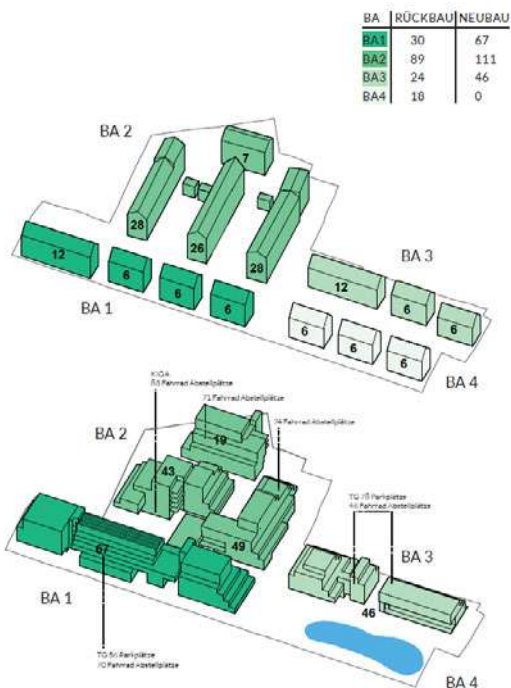 BA RÜCKBAU NEUBAU
BA1 30 67
BA2 89 111
BA3 24 46
BA4 18 0
BA 2
7
28
26
28
12
6
6
6
BA 1
BA 3
12
6
6
6
6
6
BA 4
KIGA
Fahrrad Abstellplätze
71 Fahrrad Abstellplätze
Fahrrad Abstellplätze
BA 2
19
43
49
67
TG Parkplätze
Fahrrad Abstellplätze
BA 3
46
BA 1
TG Parkplätze
70 Fahrrad Abstellplätze
BA 4